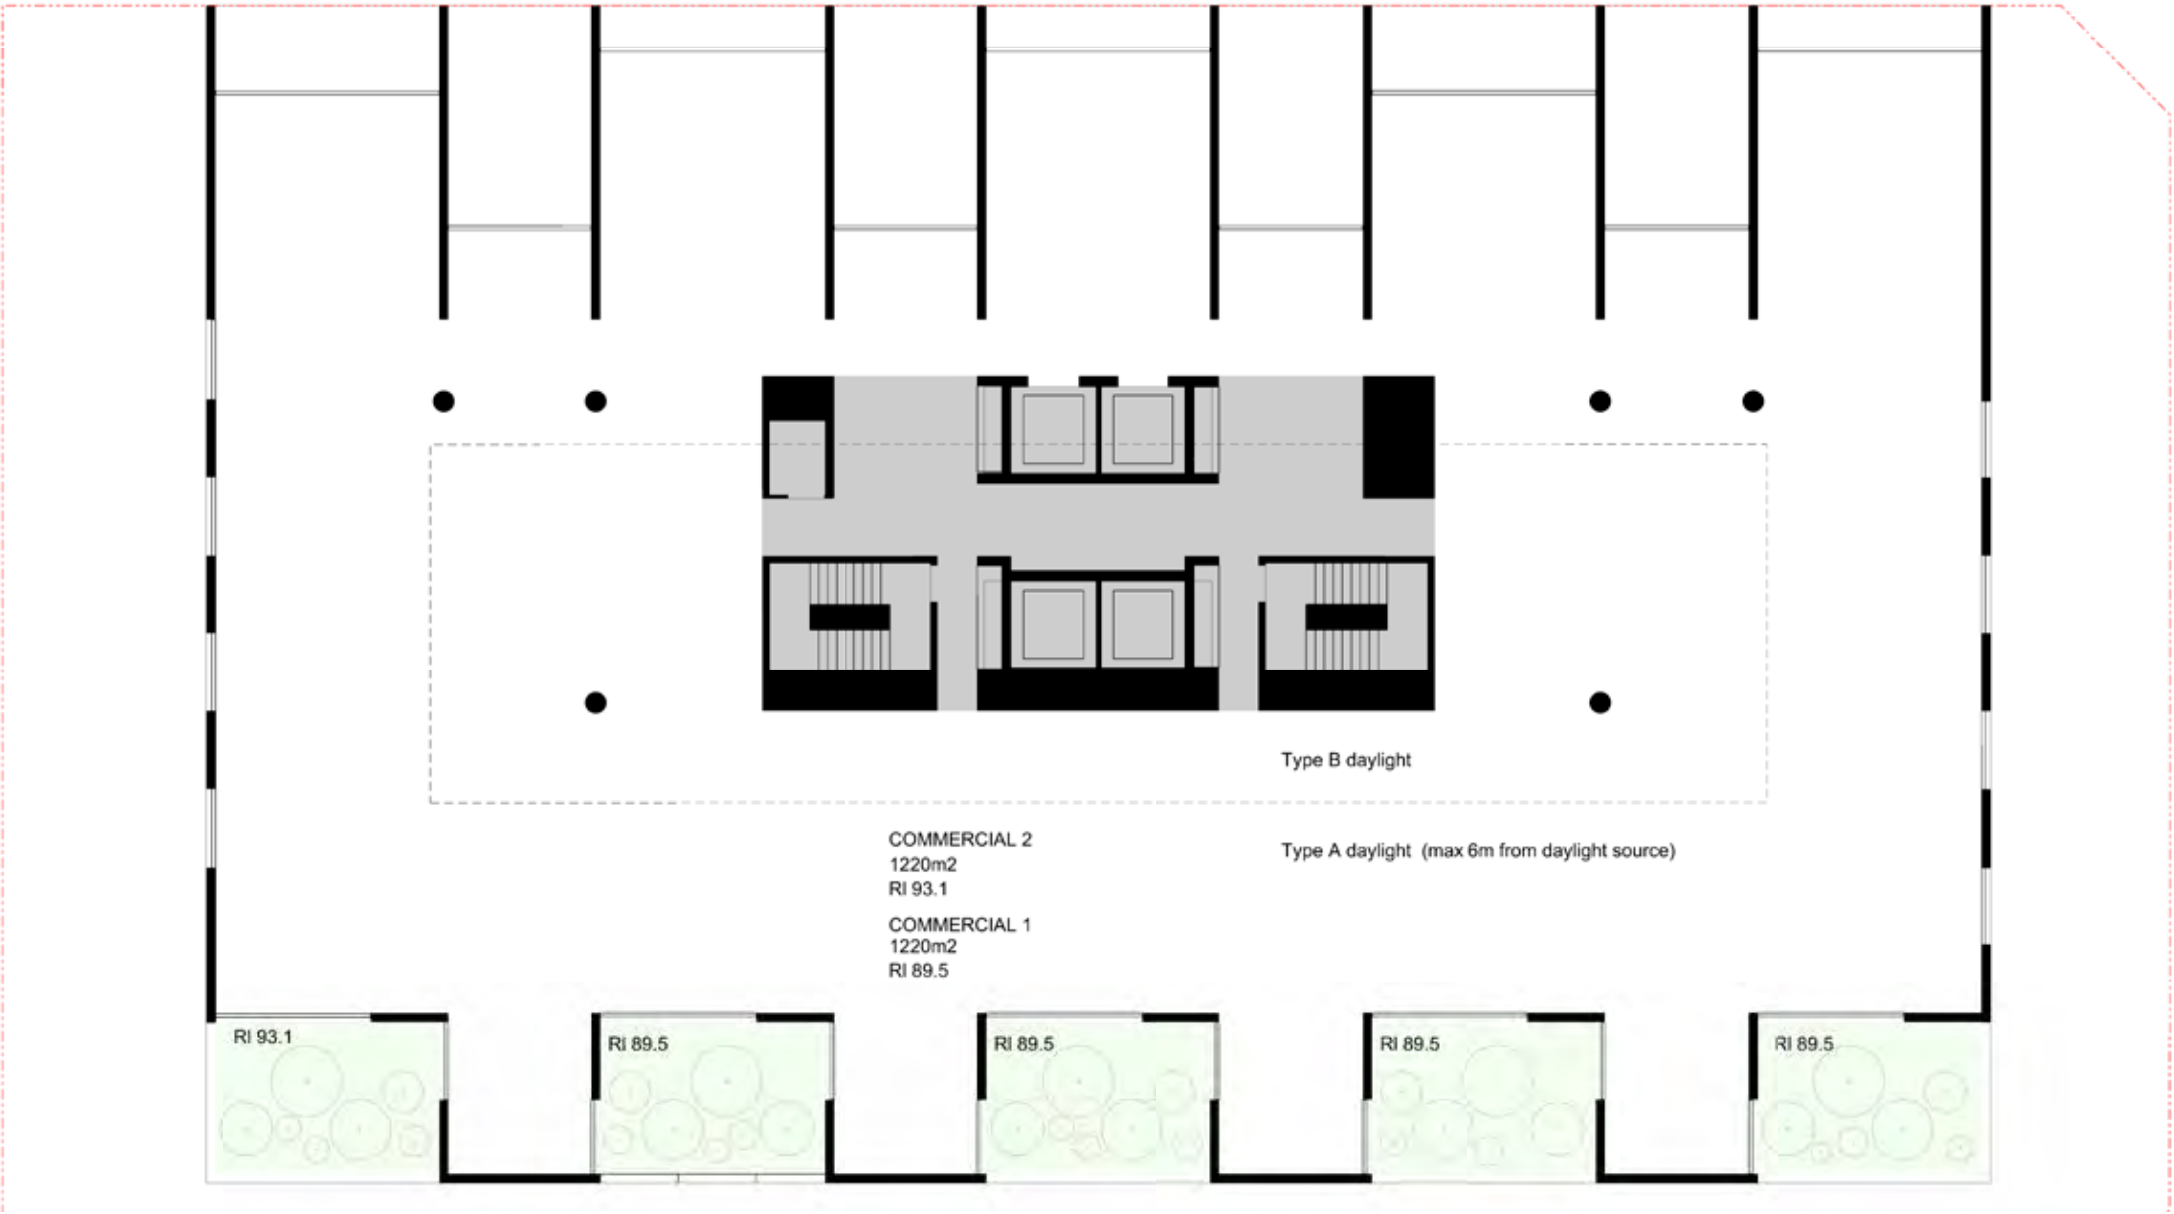 Type B daylight
COMMERCIAL 2
1220m2
RI 93.1
Type A daylight (max 6m from daylight source)
COMMERCIAL 1
1220m2
RI 89.5
RI 93.1
RI 89.5
RI 89.5
RI 89.5
RI 89.5